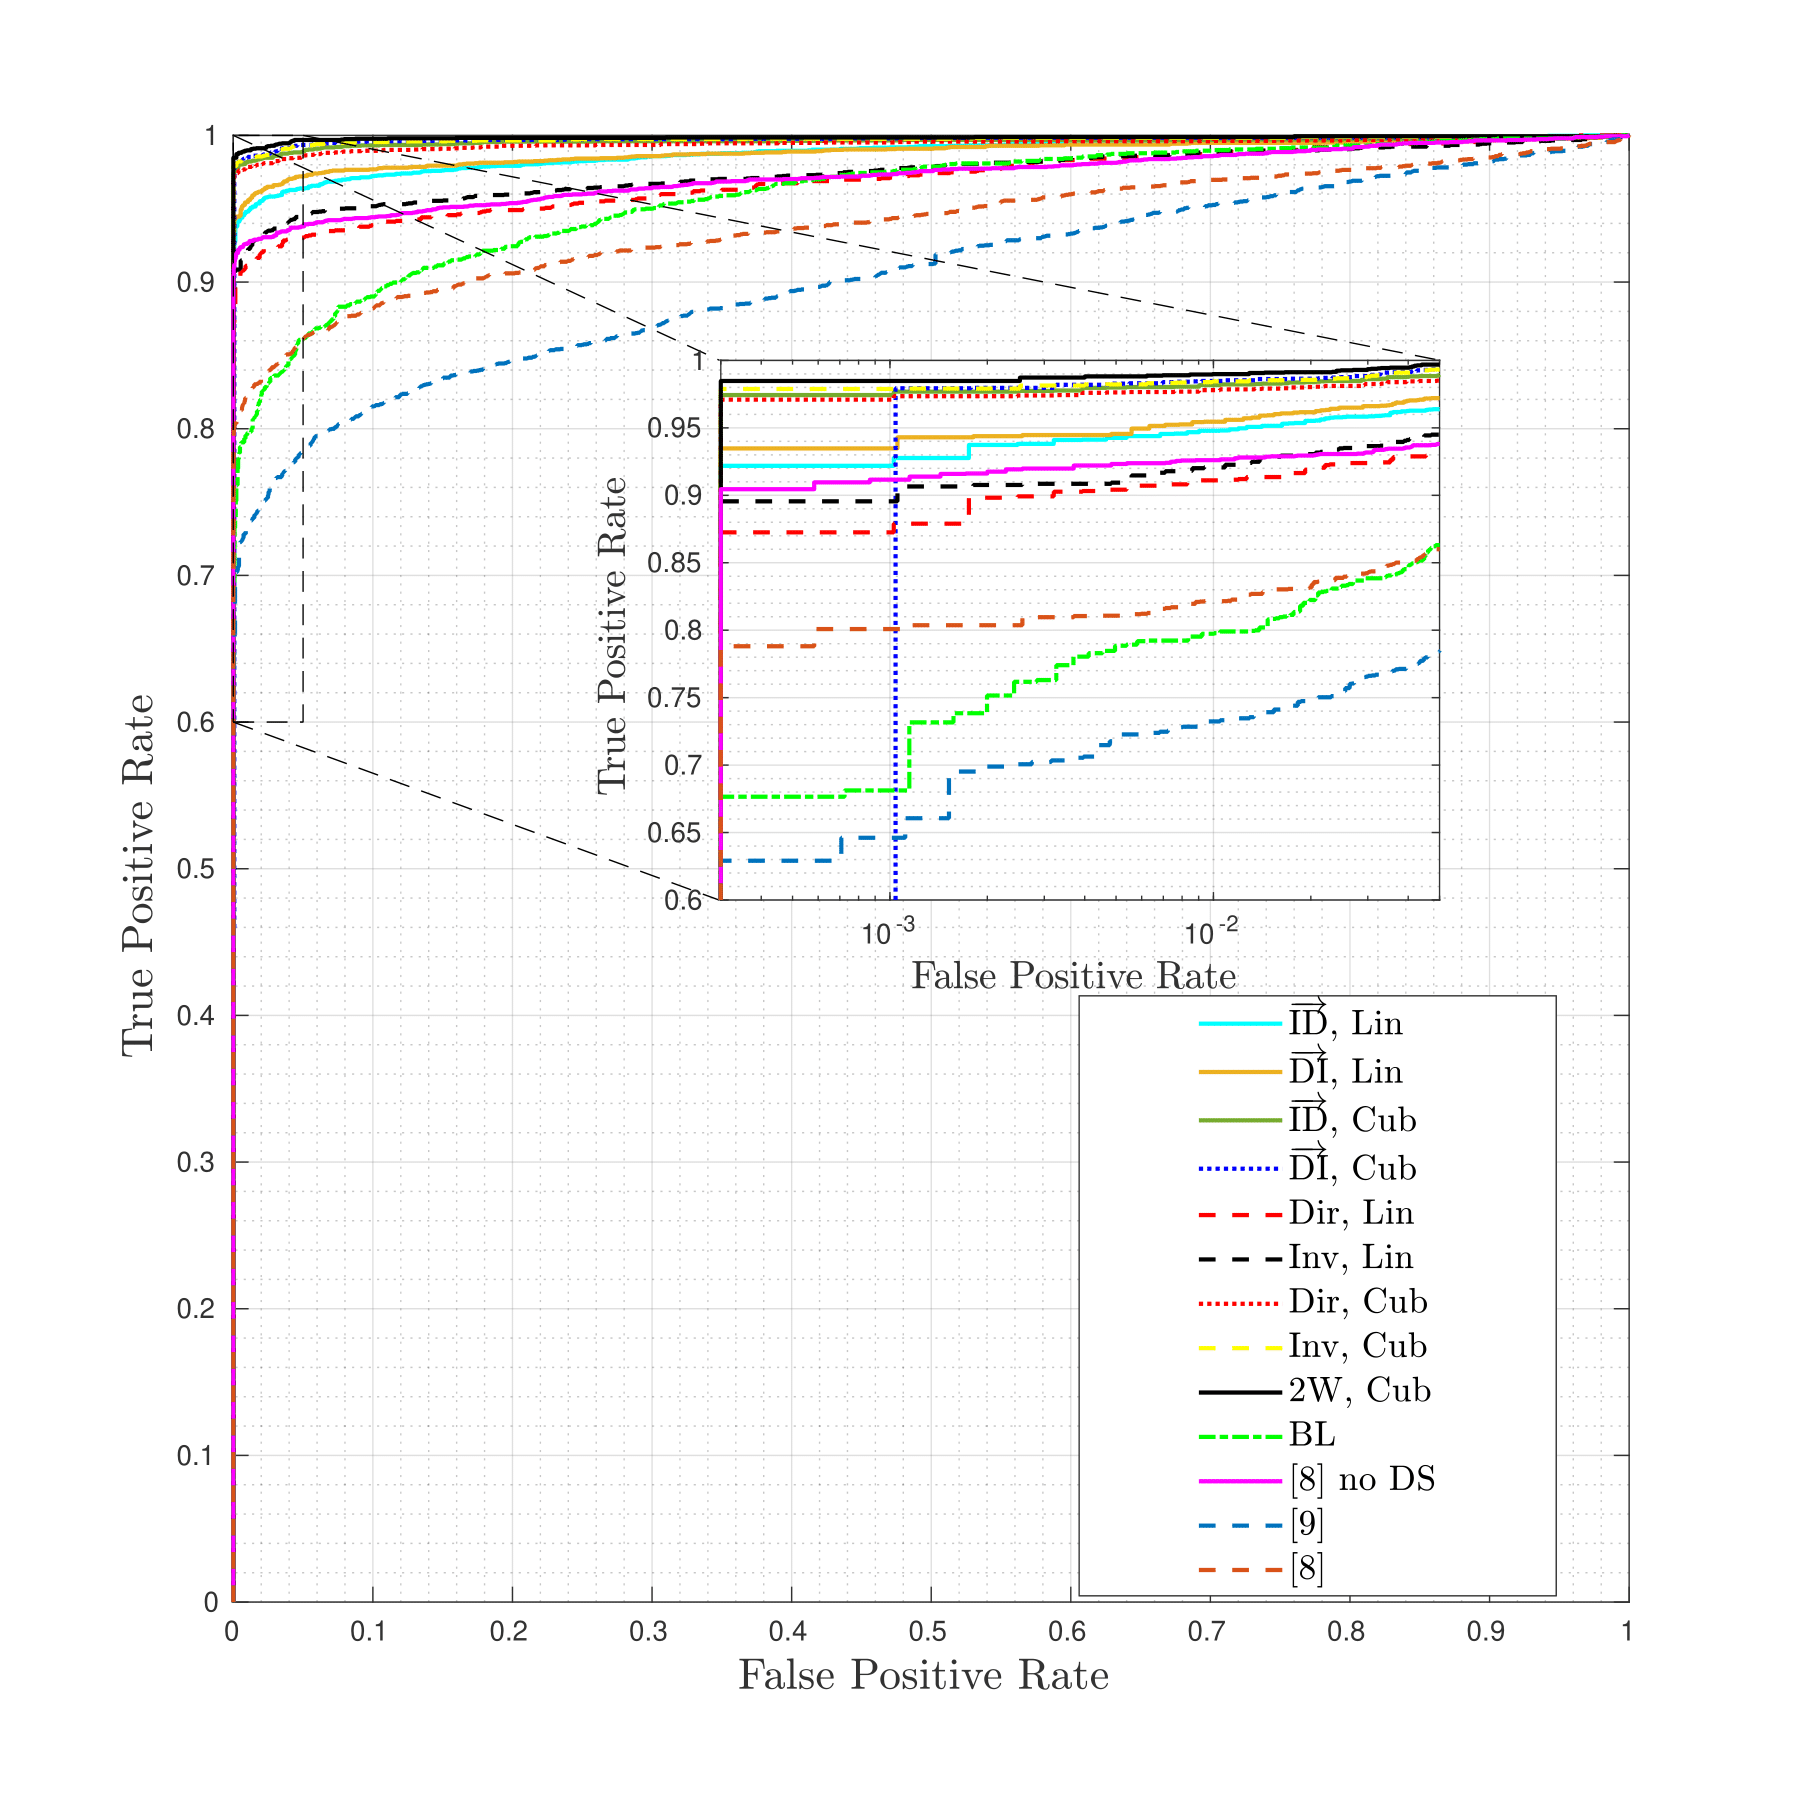 1
0.9
0.8
0.7
0.6
0.5
0.4
0.3
0.2
0.1
0
True Positive Rate
0 0.1 0.2 0.3 0.4 0.5 0.6 0.7 0.8 0.9 1
False Positive Rate
1
0.95
0.9
0.85
0.8
0.75
0.7
0.65
0.6
True Positive Rate
10⁻³ 10⁻²
False Positive Rate
I⃗D⃗, Lin
D⃗I⃗, Lin
I⃗D⃗, Cub
D⃗I⃗, Cub
Dir, Lin
Inv, Lin
Dir, Cub
Inv, Cub
2W, Cub
BL
[8] no DS
[9]
[8]